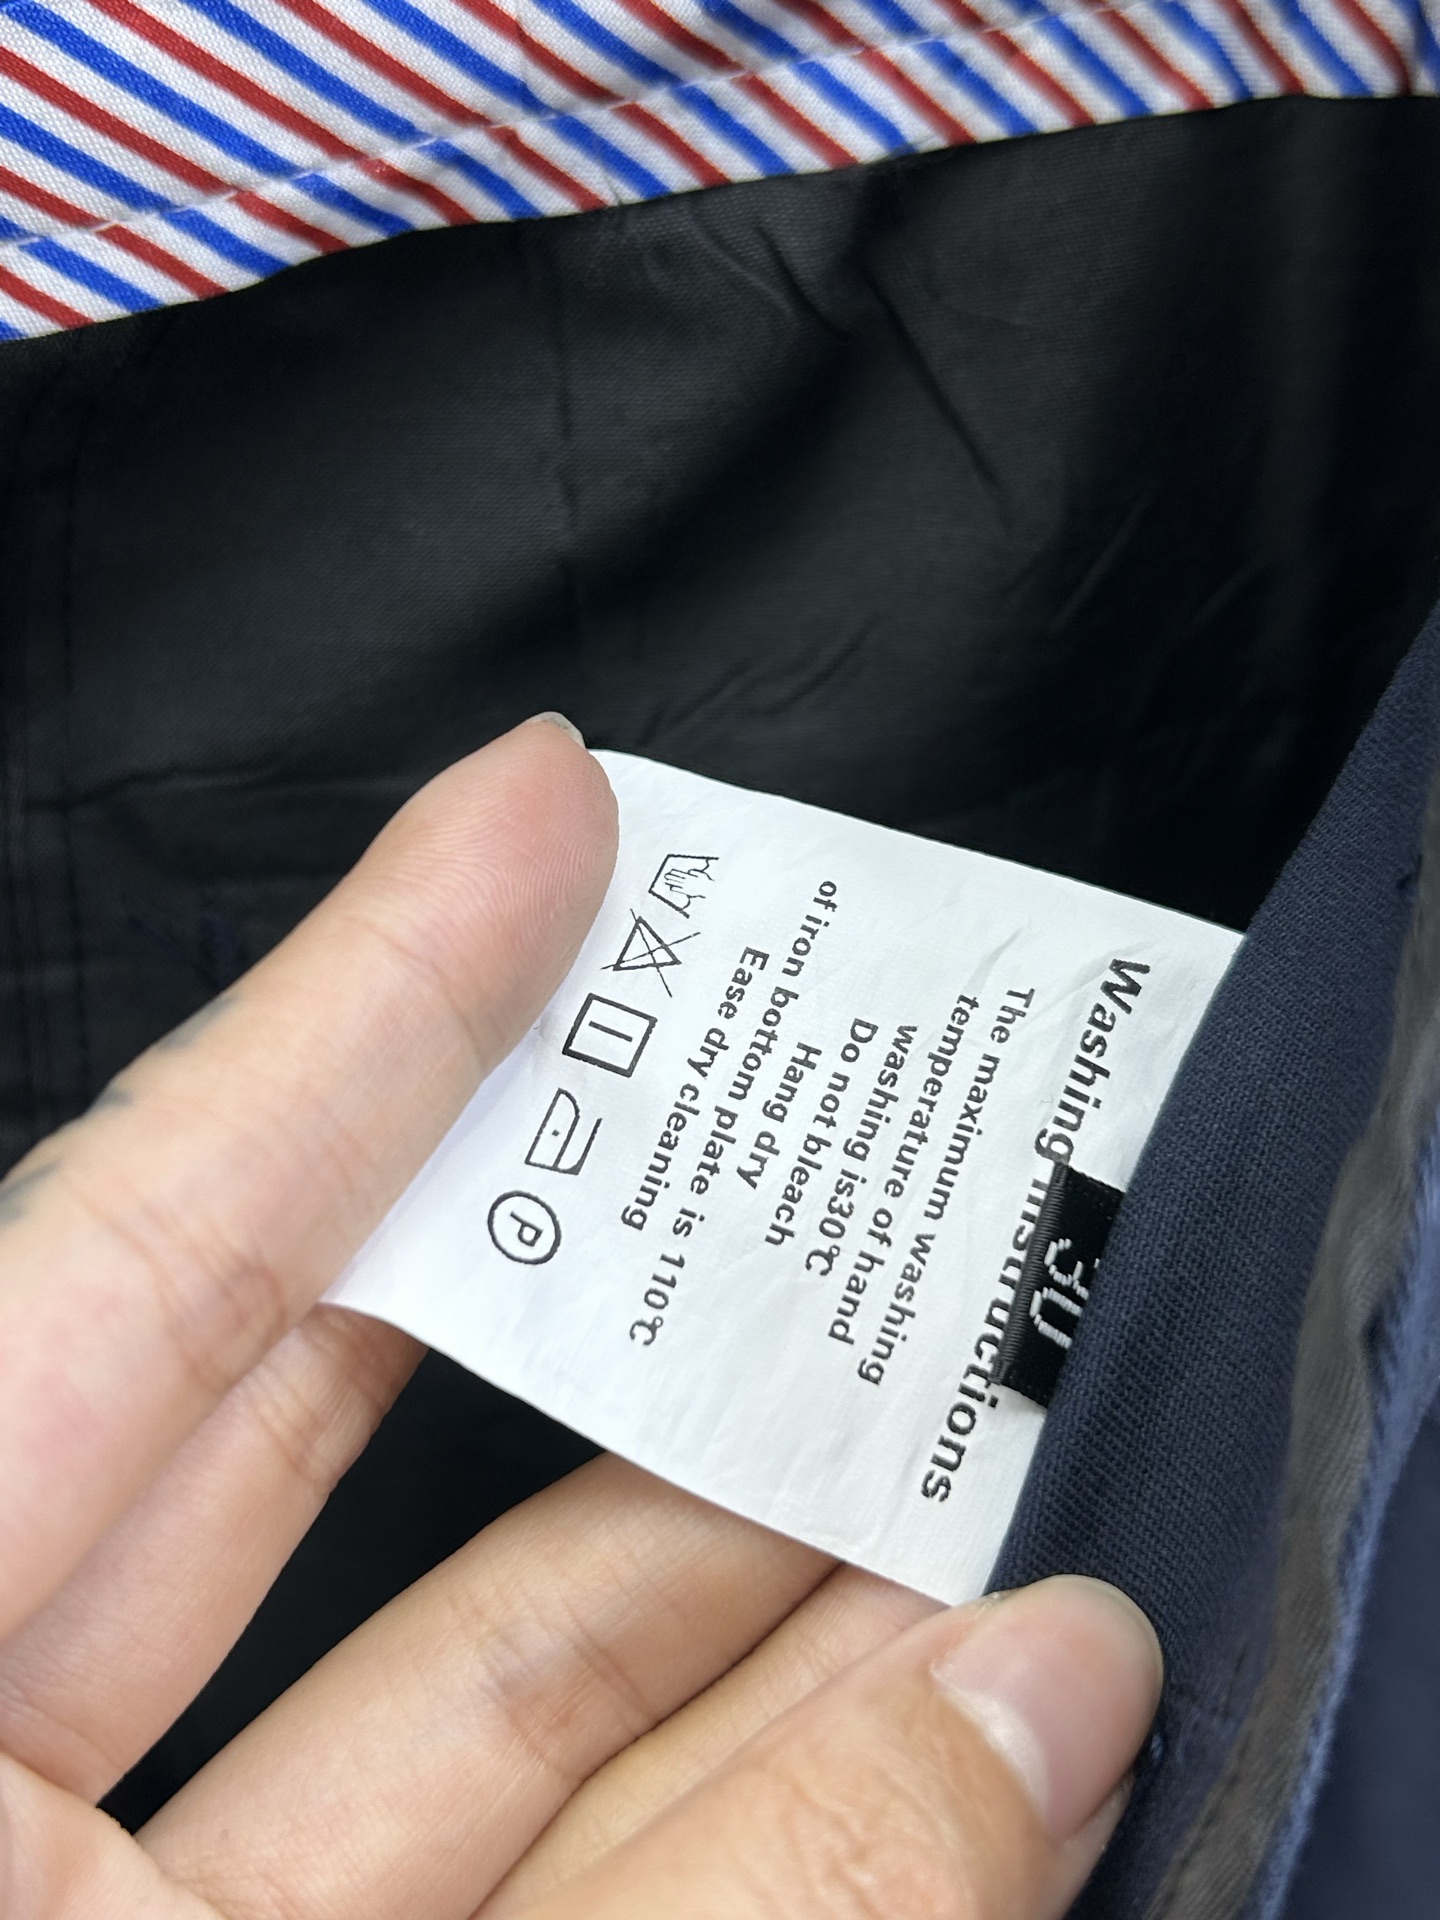 Washing Instructions
30
The maximum washing
temperature of hand
washing is30℃
Do not bleach
Hang dry
of iron bottom plate is 110℃
Ease dry cleaning
P